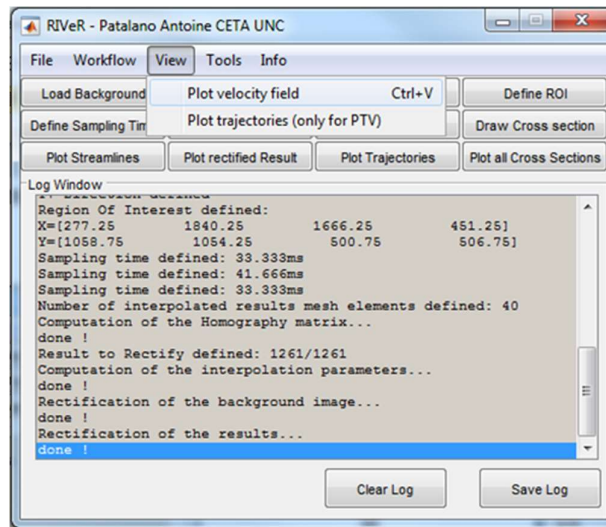 RIVeR - Patalano Antoine CETA UNC
File Workflow View Tools Info
Load Background Define ROI
Plot velocity field Ctrl+V
Define Sampling Tim Draw Cross section
Plot trajectories (only for PTV)
Plot Streamlines Plot rectified Result Plot Trajectories Plot all Cross Sections
Log Window
Region Of Interest defined:
X=[277.25 1840.25 1666.25 451.25]
Y=[1058.75 1054.25 500.75 506.75]
Sampling time defined: 33.333ms
Sampling time defined: 41.666ms
Sampling time defined: 33.333ms
Number of interpolated results mesh elements defined: 40
Computation of the Homography matrix...
done !
Result to Rectify defined: 1261/1261
Computation of the interpolation parameters...
done !
Rectification of the background image...
done !
Rectification of the results...
done !
Clear Log Save Log